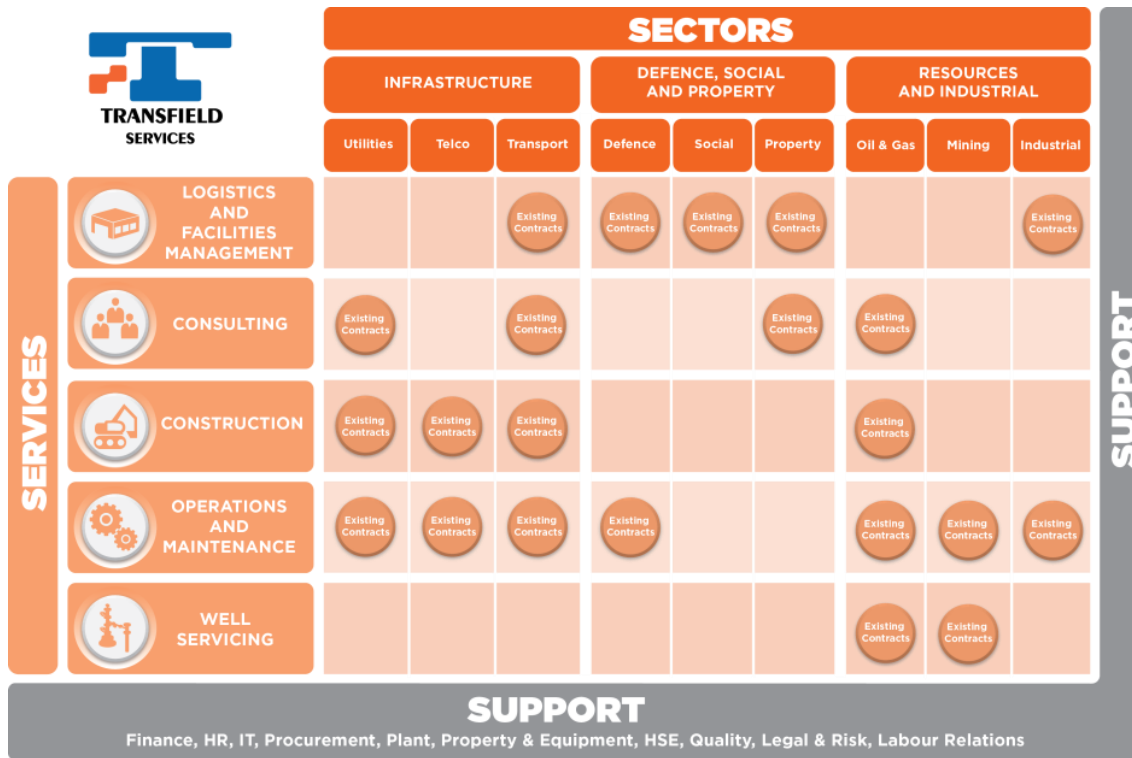 TRANSFIELD
SERVICES
SECTORS
INFRASTRUCTURE
DEFENCE, SOCIAL
AND PROPERTY
RESOURCES
AND INDUSTRIAL
Utilities
Telco
Transport
Defence
Social
Property
Oil & Gas
Mining
Industrial
SERVICES
LOGISTICS
AND
FACILITIES
MANAGEMENT
Existing
Contracts
Existing
Contracts
Existing
Contracts
Existing
Contracts
Existing
Contracts
CONSULTING
Existing
Contracts
Existing
Contracts
Existing
Contracts
Existing
Contracts
CONSTRUCTION
Existing
Contracts
Existing
Contracts
Existing
Contracts
Existing
Contracts
OPERATIONS
AND
MAINTENANCE
Existing
Contracts
Existing
Contracts
Existing
Contracts
Existing
Contracts
Existing
Contracts
Existing
Contracts
Existing
Contracts
WELL
SERVICING
Existing
Contracts
Existing
Contracts
SUPPORT
SUPPORT
Finance, HR, IT, Procurement, Plant, Property & Equipment, HSE, Quality, Legal & Risk, Labour Relations